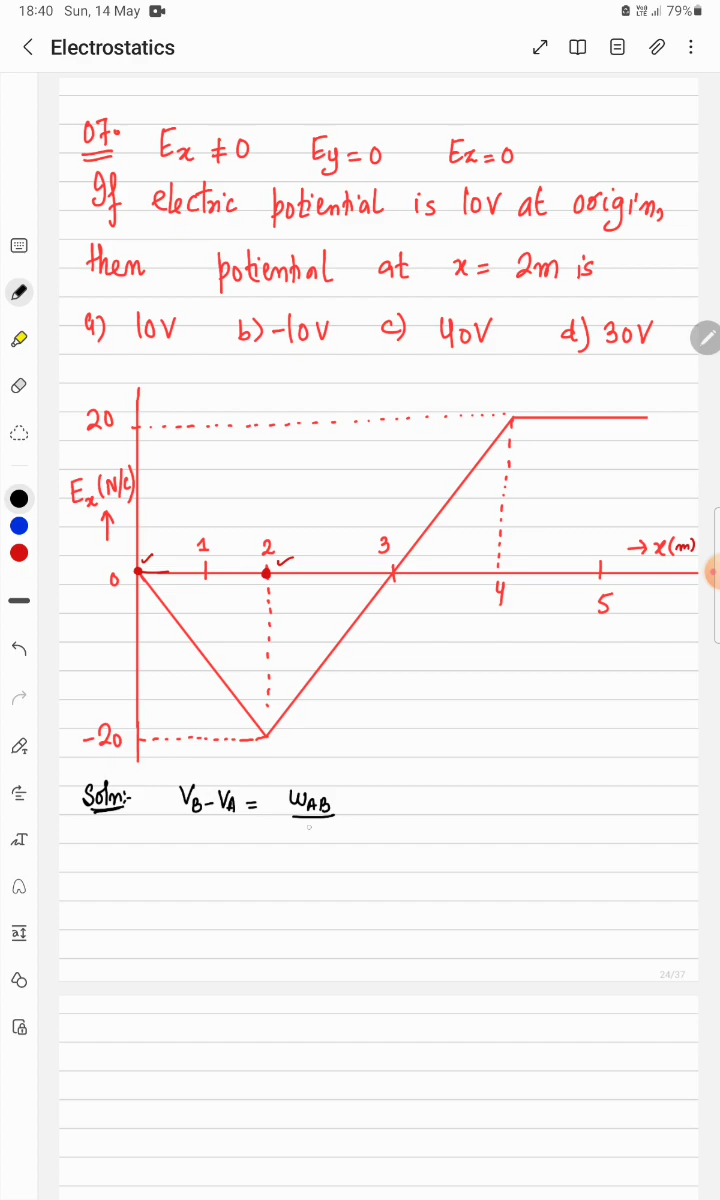 18:40 Sun, 14 May
79%
Electrostatics
07. Ex ≠ 0 Ey = 0 Ez = 0
If electric potiential is 10V at origin,
then potiential at x = 2m is
a) 10V b) -10V c) 40V d) 30V
20
Ex (N/C)
↑
1 2 3 → x(m)
0
4 5
-20
Soln:- VB - VA = WAB
24/37